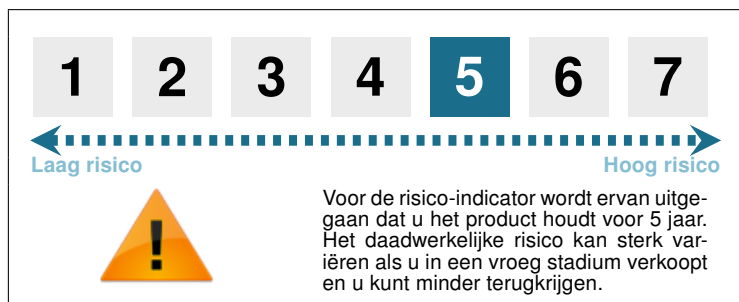 1 2 3 4 5 6 7
Laag risico Hoog risico
!
Voor de risico-indicator wordt ervan uitge-
gaan dat u het product houdt voor 5 jaar.
Het daadwerkelijke risico kan sterk var-
iëren als u in een vroeg stadium verkoopt
en u kunt minder terugkrijgen.